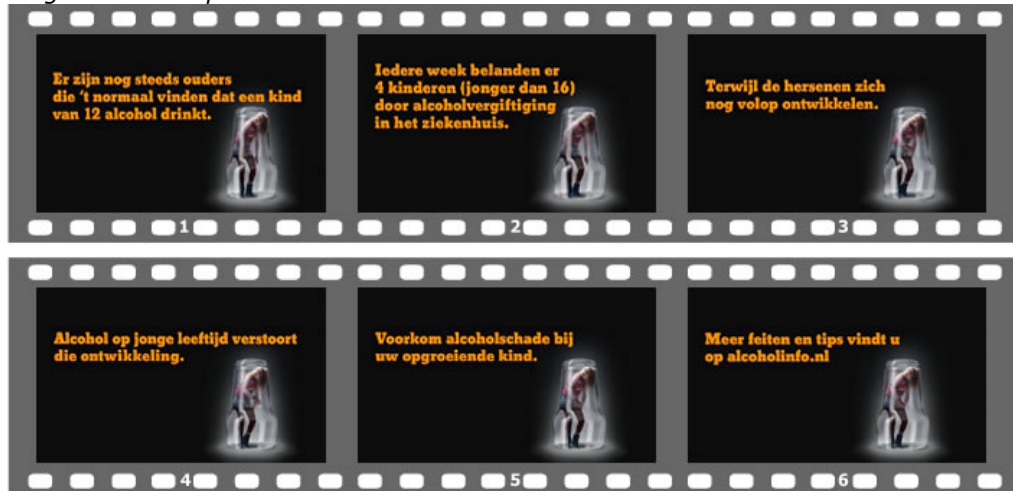 Er zijn nog steeds ouders
die 't normaal vinden dat een kind
van 12 alcohol drinkt.
Iedere week belanden er
4 kinderen (jonger dan 16)
door alcoholvergiftiging
in het ziekenhuis.
Terwijl de hersenen zich
nog volop ontwikkelen.
1
2
3
Alcohol op jonge leeftijd verstoort
die ontwikkeling.
Voorkom alcoholschade bij
uw opgroeiende kind.
Meer feiten en tips vindt u
op alcoholinfo.nl
4
5
6